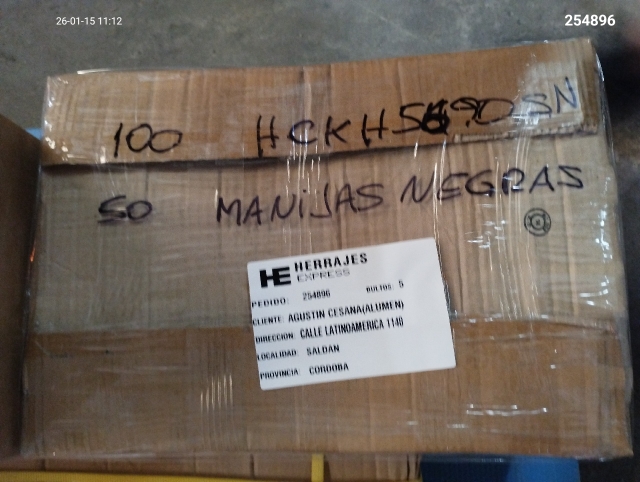 26-01-15 11:12
254896
100 HCKH5690SN
50 MANIJAS NEGRAS
HE HERRAJES
EXPRESS
PEDIDO: 254896 BULTOS: 5
CLIENTE: AGUSTIN CESANA(ALUMEN)
DIRECCION: CALLE LATINOAMERICA 1140
LOCALIDAD: SALDAN
PROVINCIA: CORDOBA